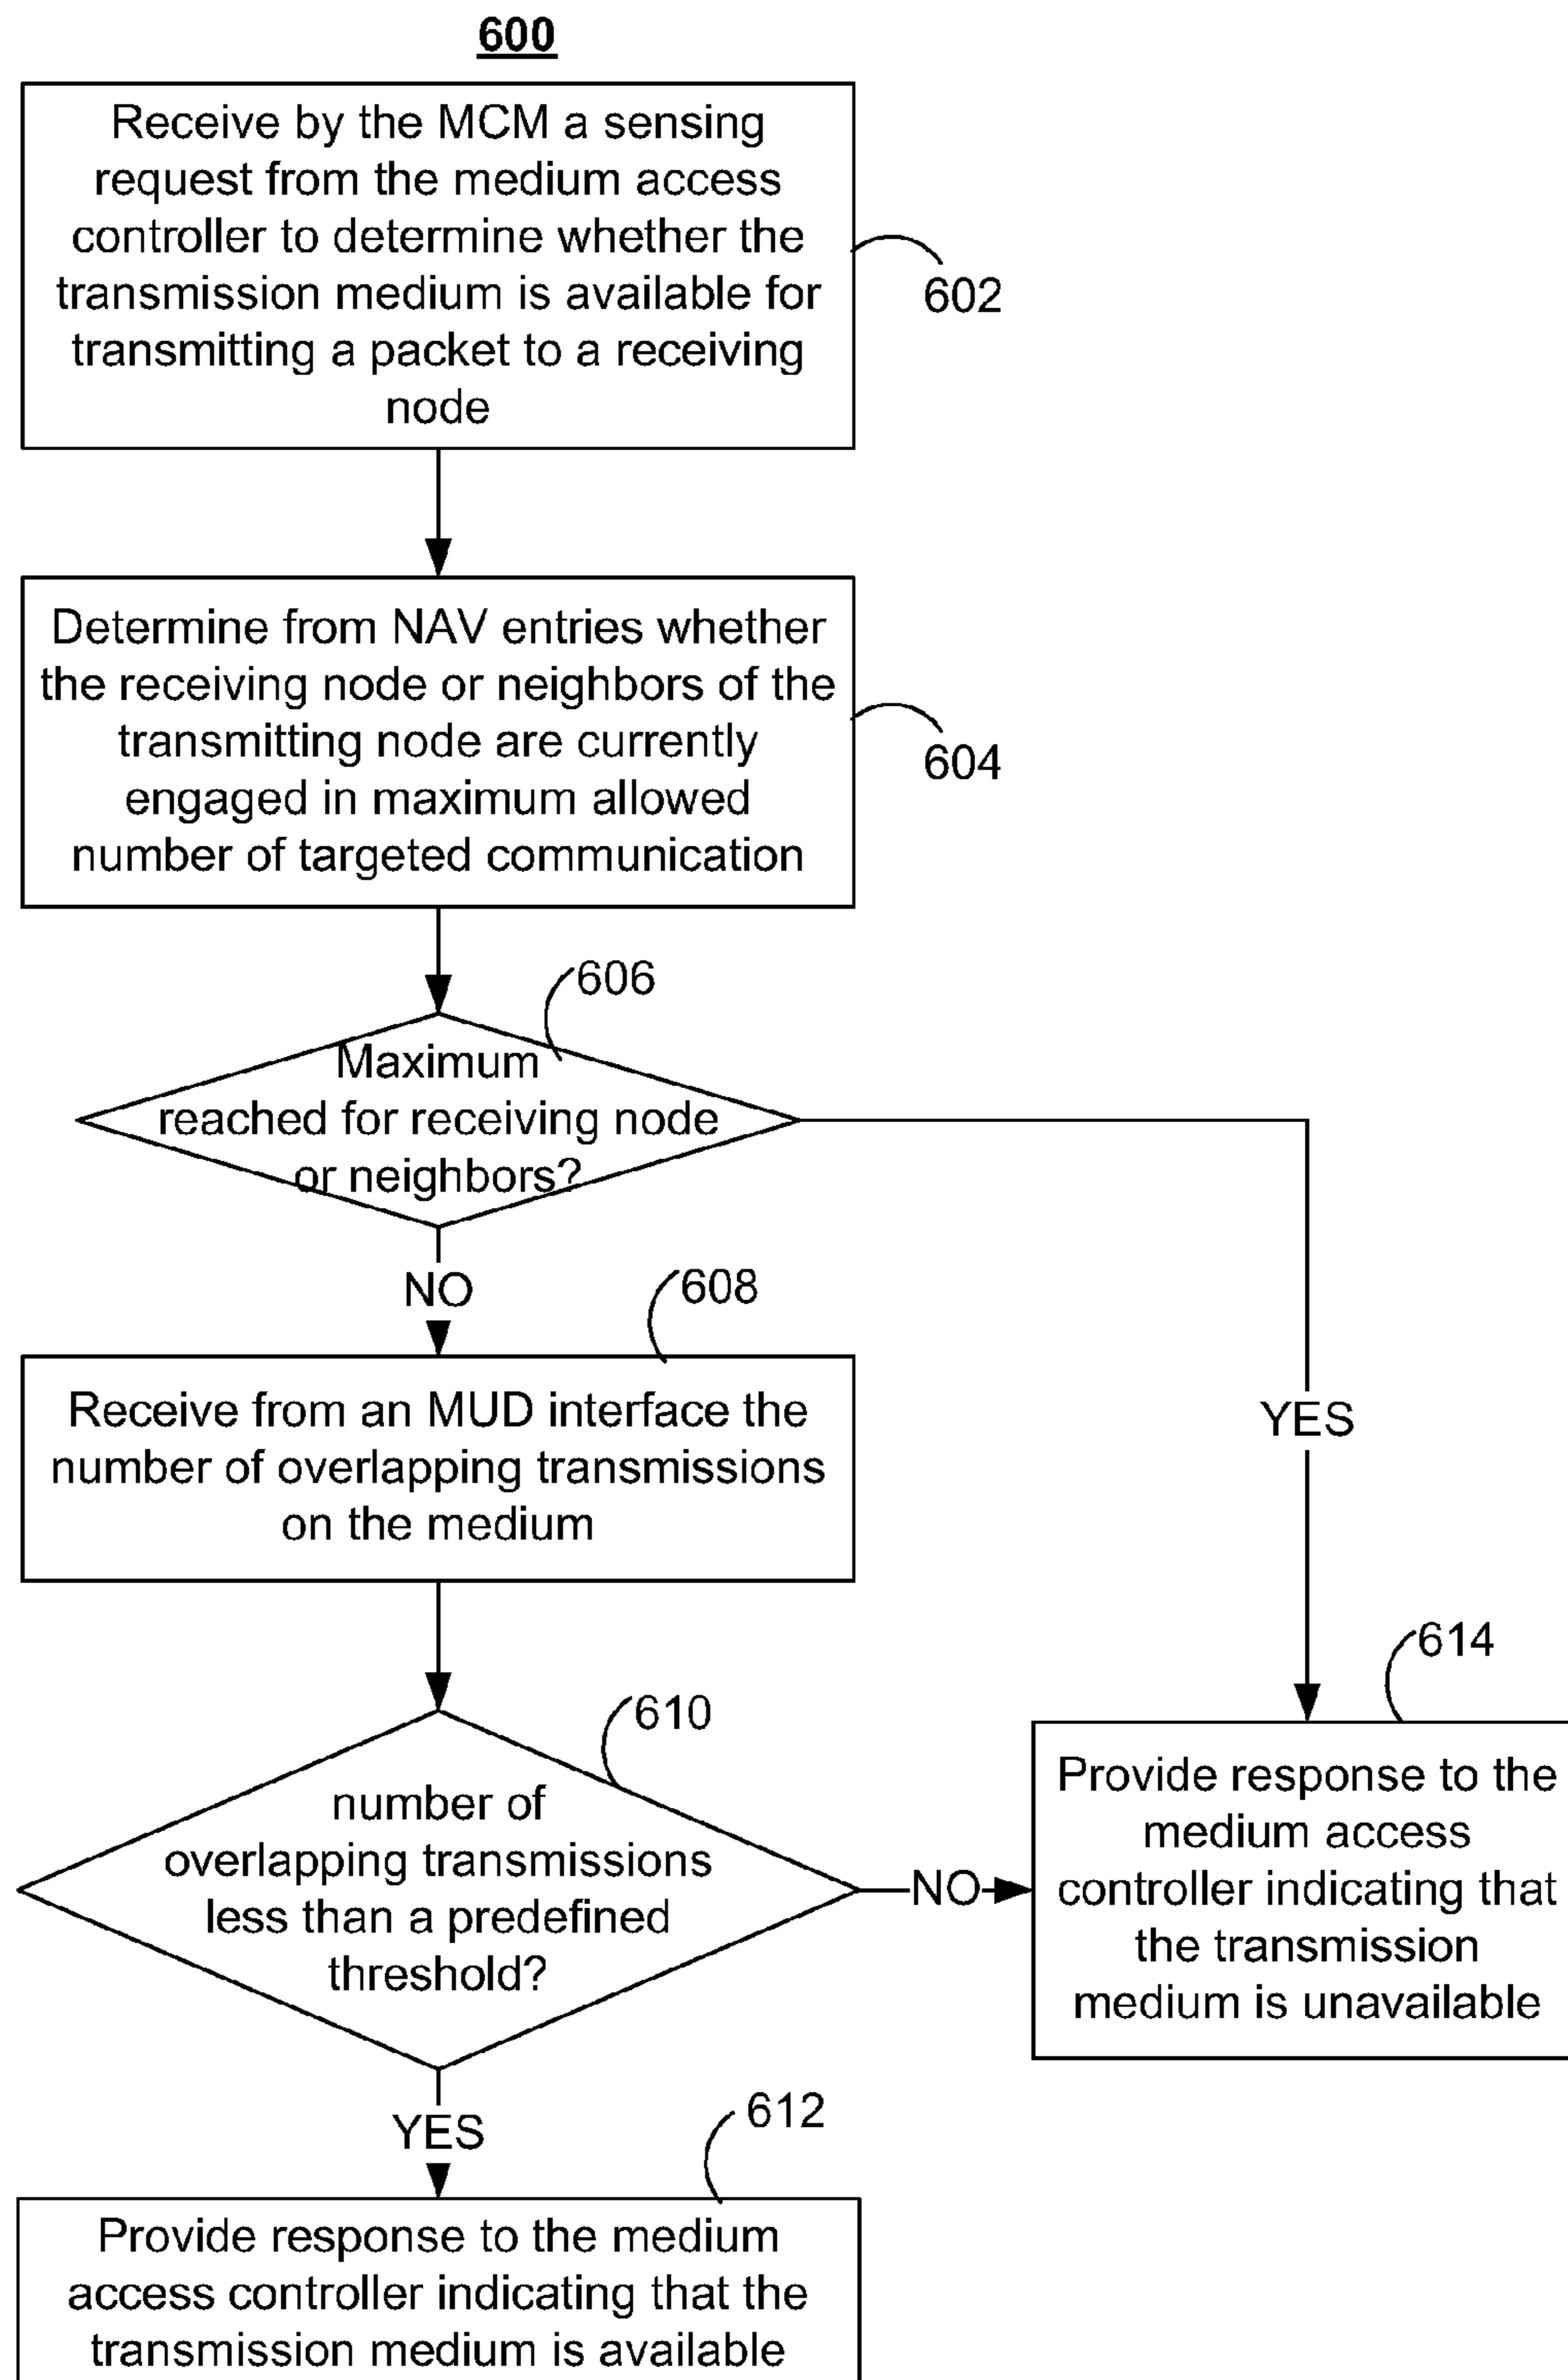 600
Receive by the MCM a sensing
request from the medium access
controller to determine whether the
transmission medium is available for
transmitting a packet to a receiving
node
602
Determine from NAV entries whether
the receiving node or neighbors of the
transmitting node are currently
engaged in maximum allowed
number of targeted communication
604
606
Maximum
reached for receiving node
or neighbors?
NO
608
Receive from an MUD interface the
number of overlapping transmissions
on the medium
YES
610
number of
overlapping transmissions
less than a predefined
threshold?
NO
614
Provide response to the
medium access
controller indicating that
the transmission
medium is unavailable
YES
612
Provide response to the medium
access controller indicating that the
transmission medium is available